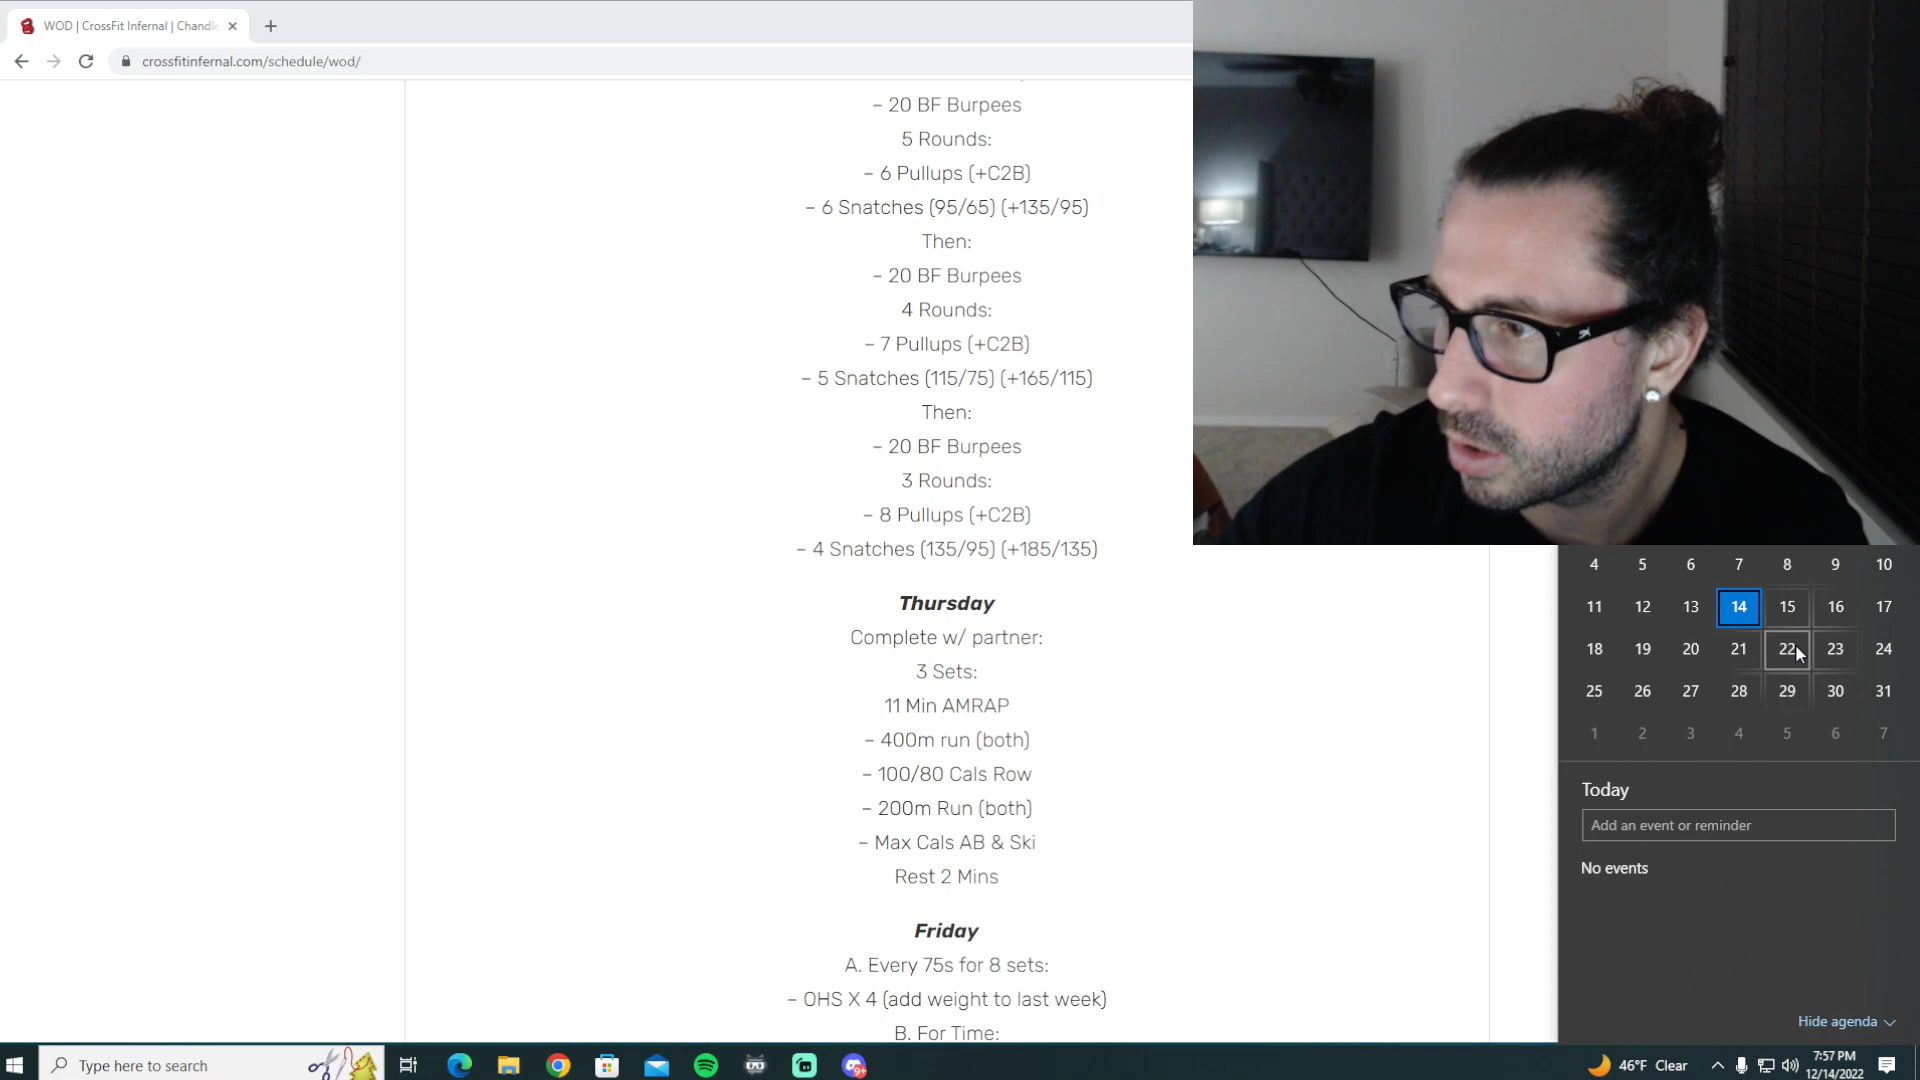 WOD | CrossFit Infernal | Chandle
crossfitinfernal.com/schedule/wod/
– 20 BF Burpees
5 Rounds:
– 6 Pullups (+C2B)
– 6 Snatches (95/65) (+135/95)
Then:
– 20 BF Burpees
4 Rounds:
– 7 Pullups (+C2B)
– 5 Snatches (115/75) (+165/115)
Then:
– 20 BF Burpees
3 Rounds:
– 8 Pullups (+C2B)
– 4 Snatches (135/95) (+185/135)
Thursday
Complete w/ partner:
3 Sets:
11 Min AMRAP
– 400m run (both)
– 100/80 Cals Row
– 200m Run (both)
– Max Cals AB & Ski
Rest 2 Mins
Friday
A. Every 75s for 8 sets:
– OHS X 4 (add weight to last week)
B. For Time:
4 5 6 7 8 9 10
11 12 13 14 15 16 17
18 19 20 21 22 23 24
25 26 27 28 29 30 31
1 2 3 4 5 6 7
Today
Add an event or reminder
No events
Hide agenda
Type here to search
9+
46°F Clear
7:57 PM
12/14/2022